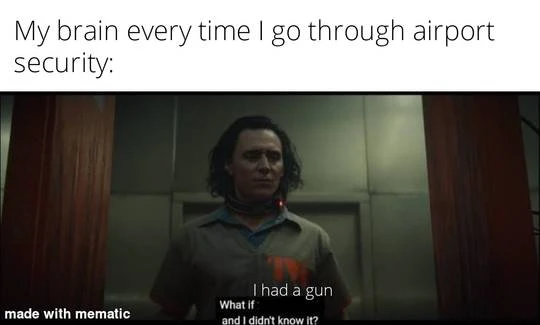 My brain every time I go through airport
security:
TV
I had a gun
What if
and I didn't know it?
made with mematic